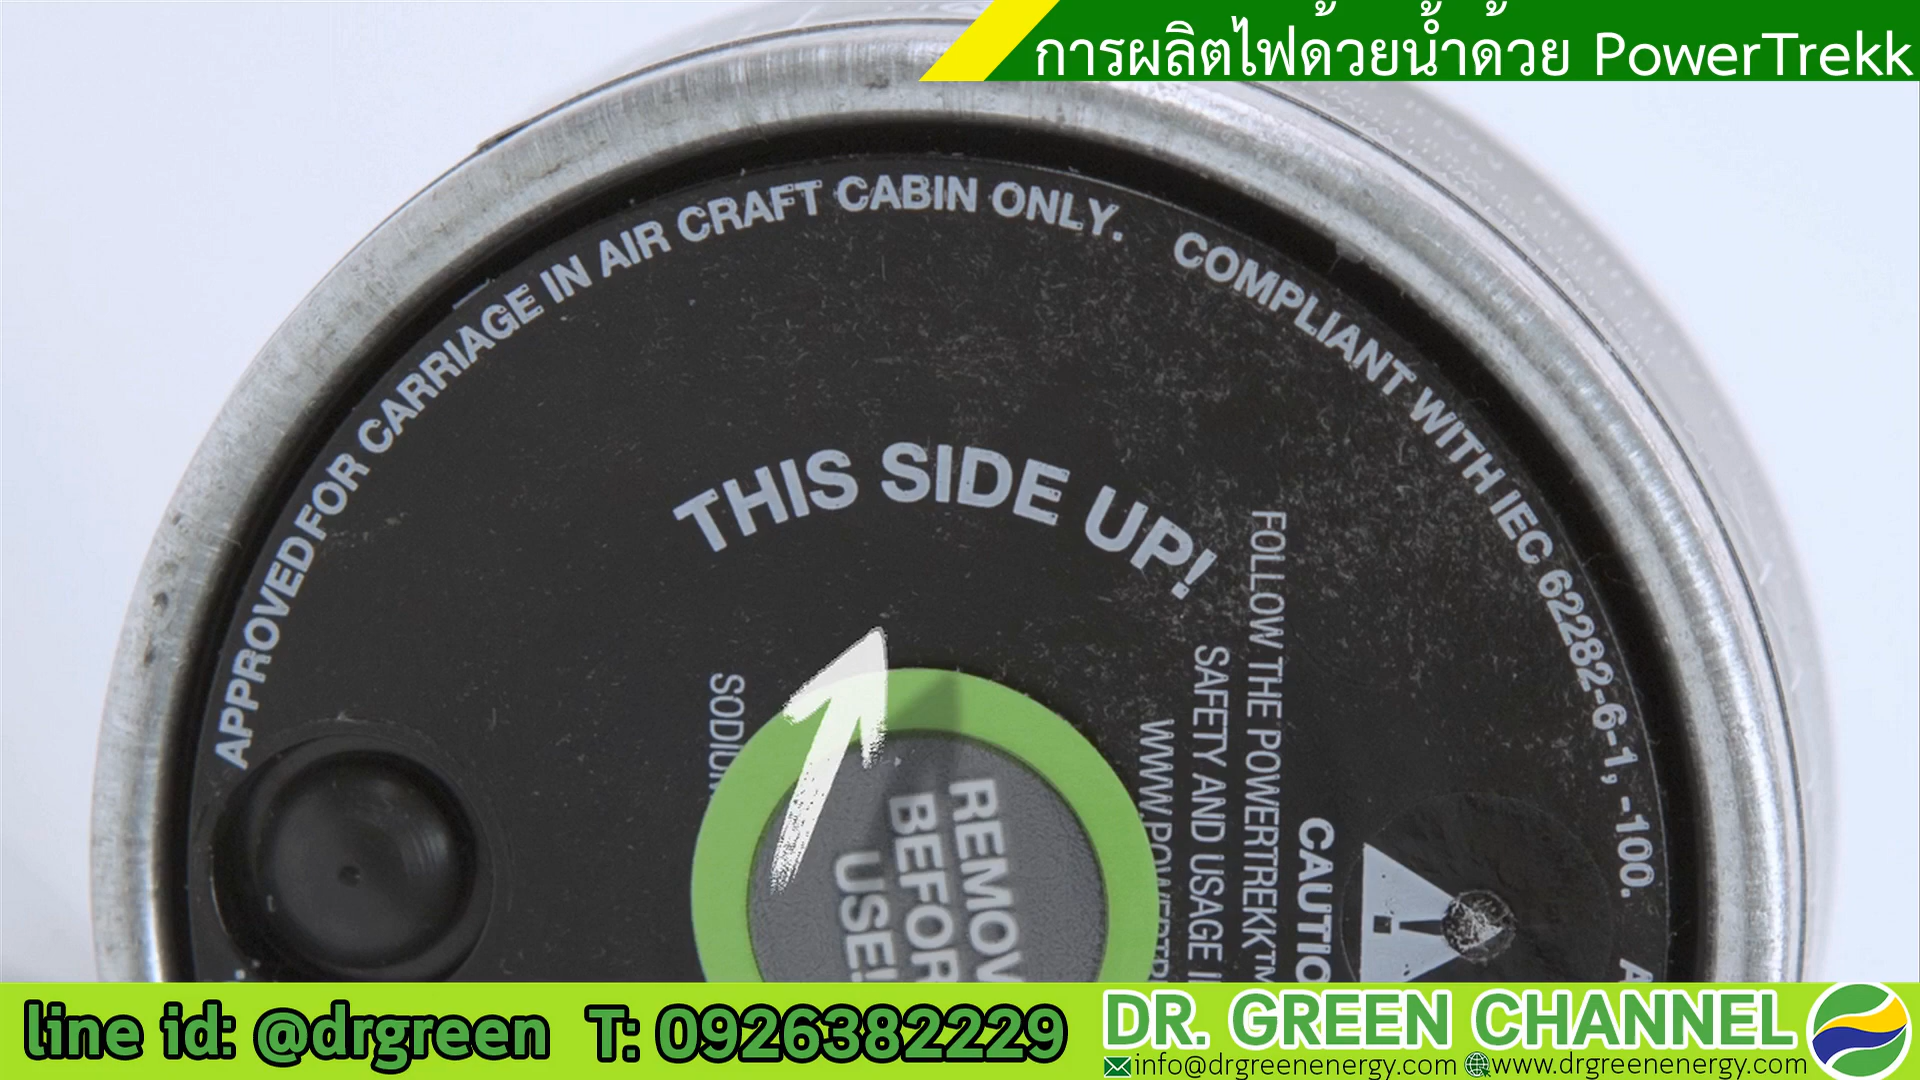 การผลิตไฟด้วยน้ำด้วย PowerTrekk
APPROVED FOR CARRIAGE IN AIR CRAFT CABIN ONLY. COMPLIANT WITH IEC 62282-6-1, -100.
THIS SIDE UP!
CAUTIO
FOLLOW THE POWERTREKK™
SAFETY AND USAGE
WWW.POWERTR
REMOV
BEFOR
USE!
SODIU
line id: @drgreen T: 0926382229
DR. GREEN CHANNEL
info@drgreenenergy.com www.drgreenenergy.com